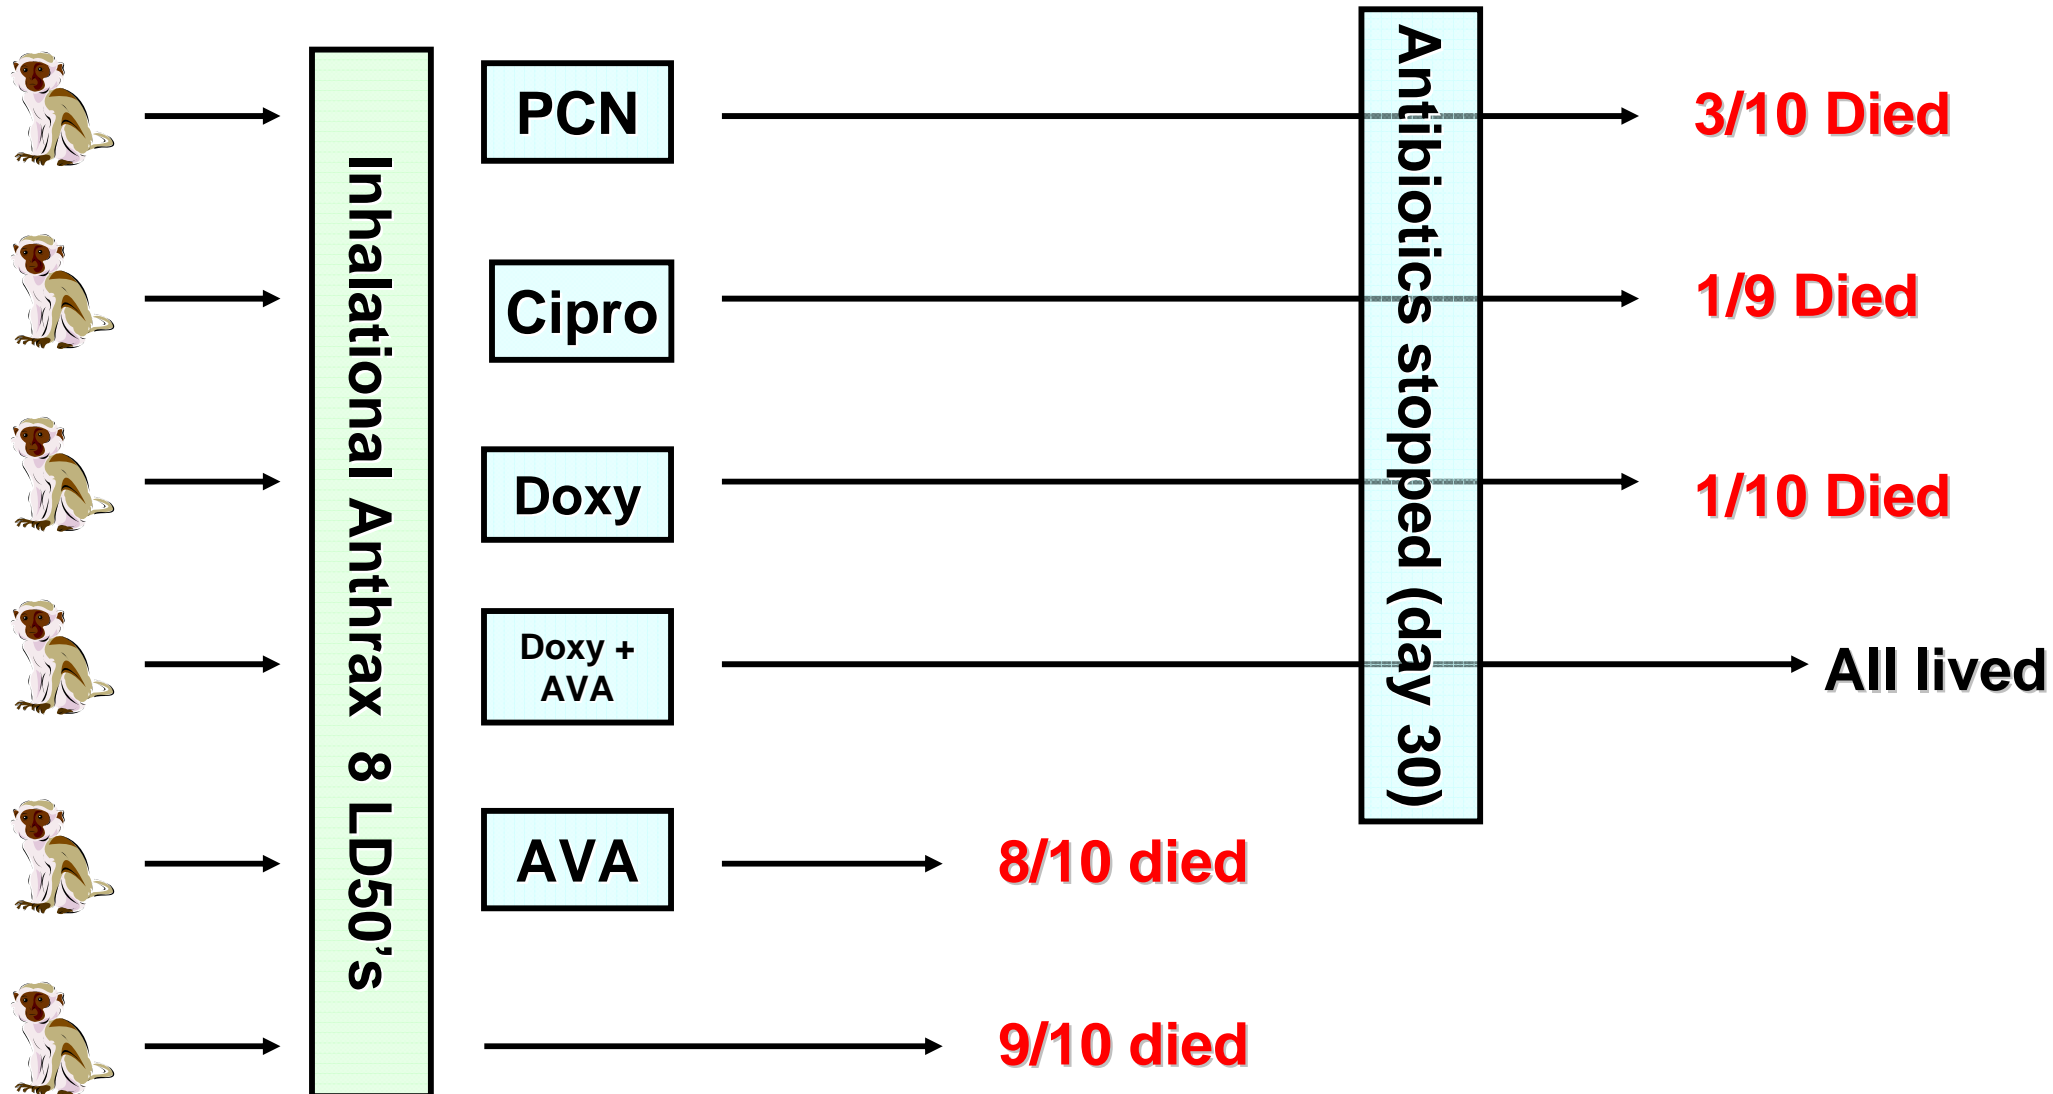 Inhalational Anthrax 8 LD50's
PCN
Antibiotics stopped (day 30)
3/10 Died
Cipro
1/9 Died
Doxy
1/10 Died
Doxy +
AVA
All lived
AVA
8/10 died
9/10 died